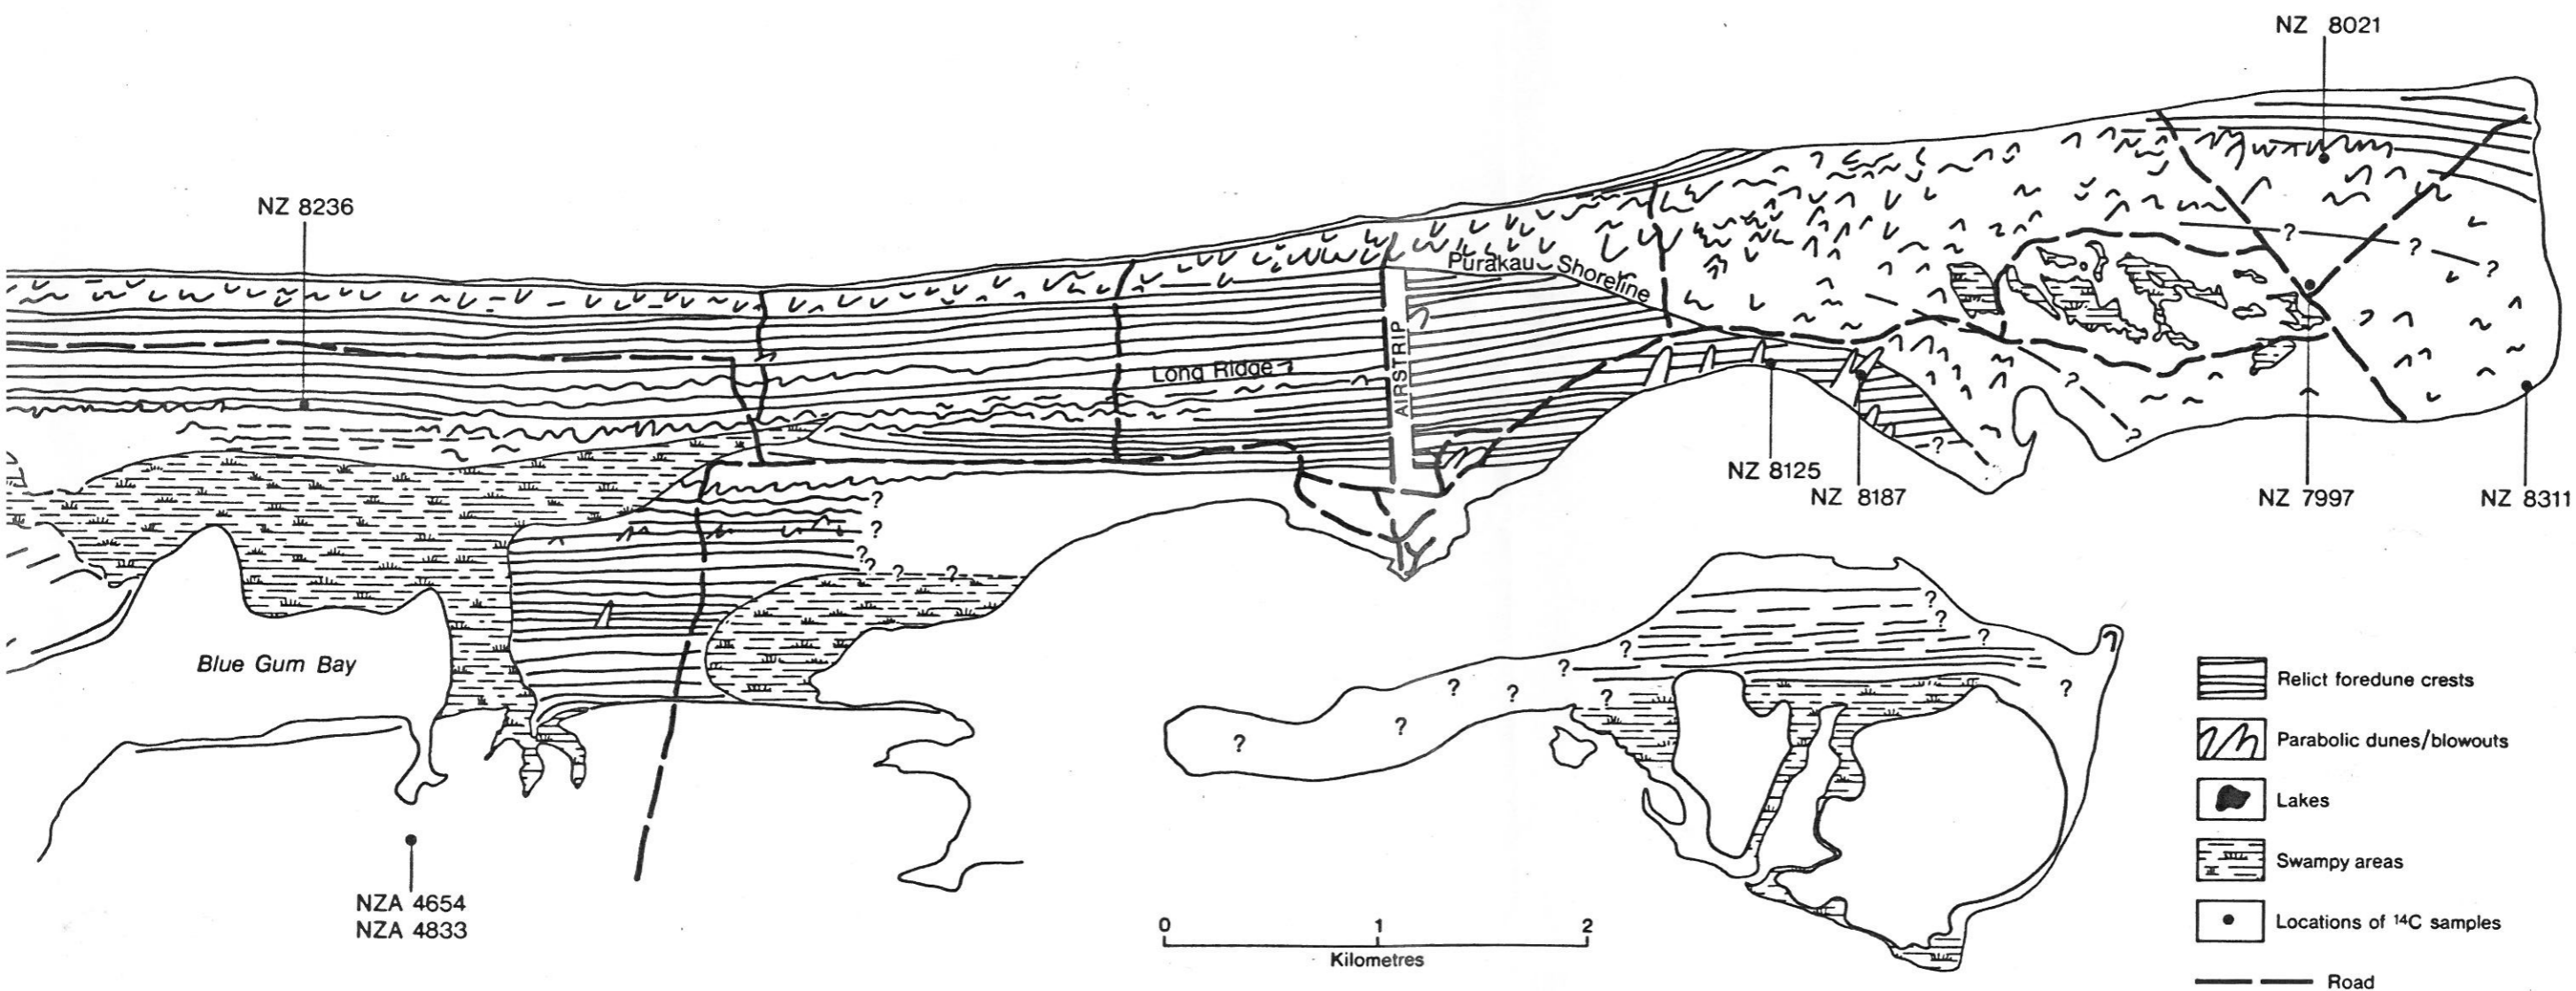 NZ 8021
NZ 8236
Purakau Shoreline
Long Ridge
AIRSTRIP
?
?
?
?
?
NZ 8125
NZ 8187
?
NZ 7997
NZ 8311
?
?
?
?
?
?
Blue Gum Bay
?
?
?
?
?
?
?
?
?
?
?
NZA 4654
NZA 4833
0 1 2
Kilometres
Relict foredune crests
Parabolic dunes/blowouts
Lakes
Swampy areas
Locations of ¹⁴C samples
Road